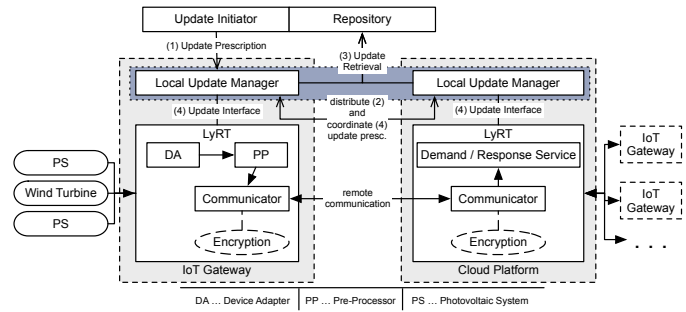 Update Initiator
Repository
(1) Update Prescription
(3) Update
Retrieval
Local Update Manager
Local Update Manager
(4) Update Interface
distribute (2)
and
coordinate (4)
update presc.
(4) Update Interface
LyRT
DA
PP
Communicator
Encryption
IoT Gateway
PS
Wind Turbine
PS
remote
communication
LyRT
Demand / Response Service
Communicator
Encryption
Cloud Platform
IoT
Gateway
IoT
Gateway
. . .
DA ... Device Adapter
PP ... Pre-Processor
PS ... Photovoltaic System